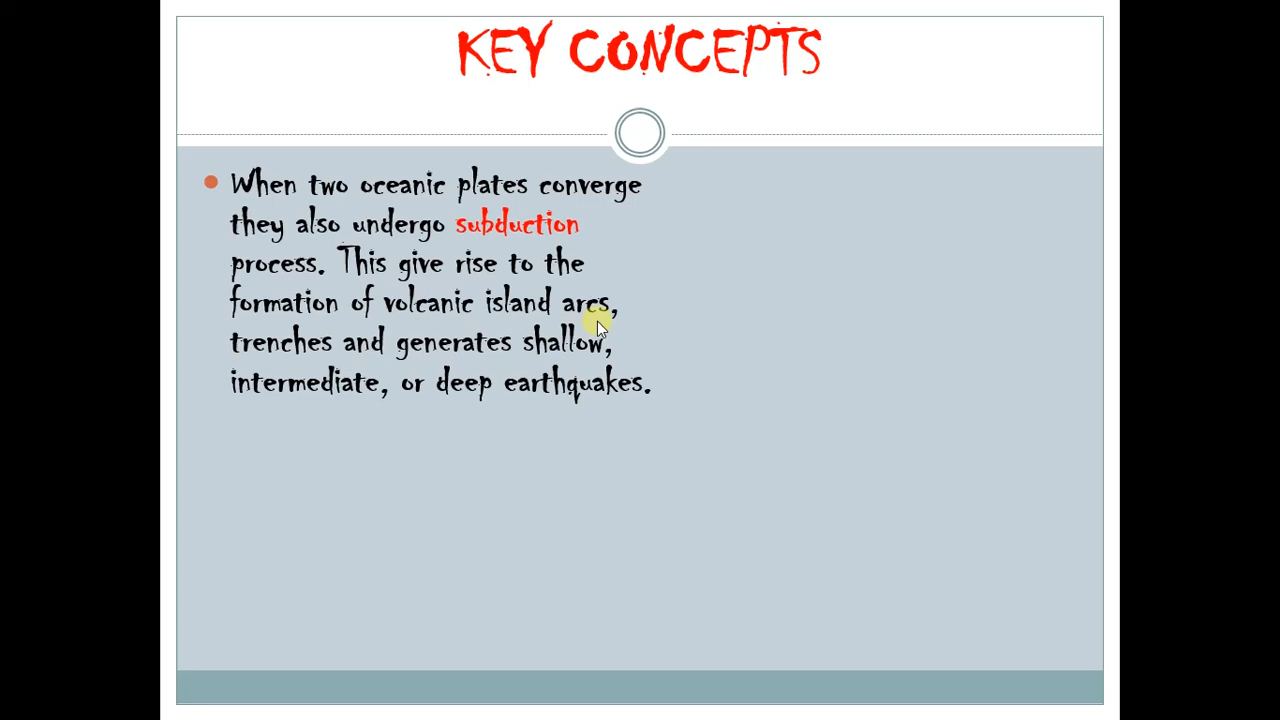 KEY CONCEPTS
When two oceanic plates converge
they also undergo subduction
process. This give rise to the
formation of volcanic island arcs,
trenches and generates shallow,
intermediate, or deep earthquakes.